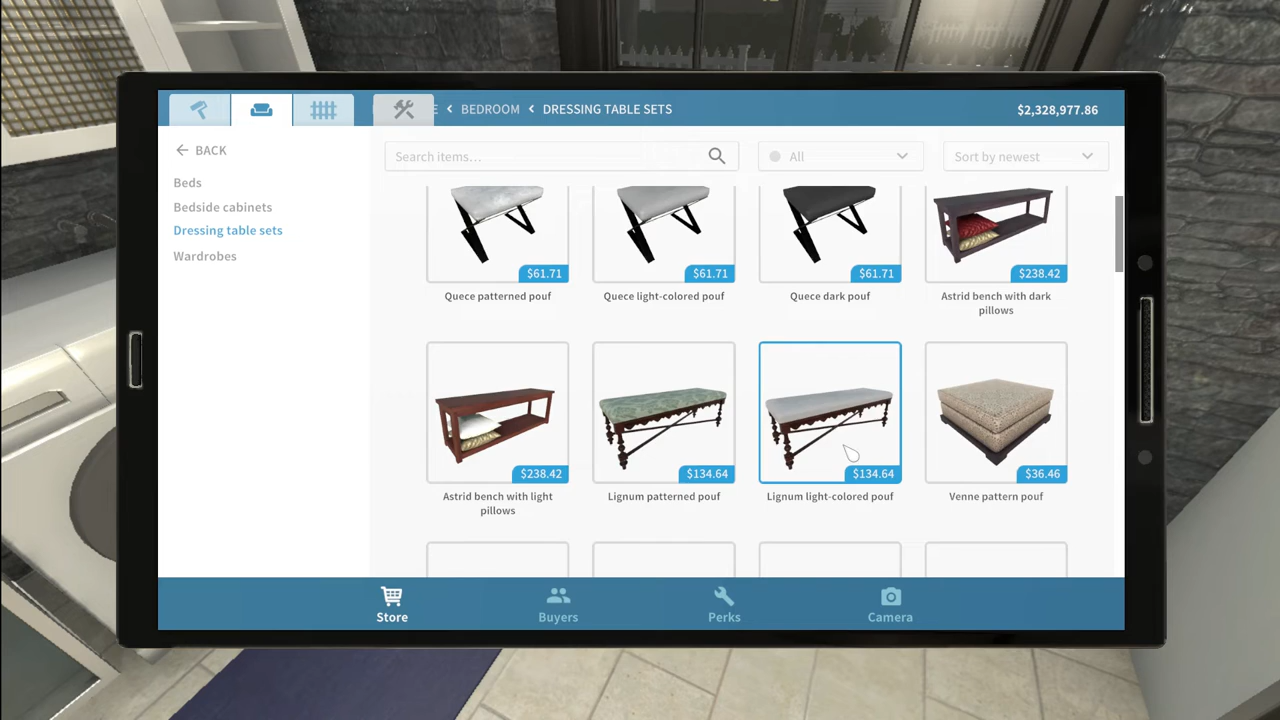 E < BEDROOM < DRESSING TABLE SETS
$2,328,977.86
BACK
Search items...
All
Sort by newest
Beds
Bedside cabinets
Dressing table sets
Wardrobes
$61.71
$61.71
$61.71
$238.42
Quece patterned pouf
Quece light-colored pouf
Quece dark pouf
Astrid bench with dark
pillows
$238.42
$134.64
$134.64
$36.46
Astrid bench with light
pillows
Lignum patterned pouf
Lignum light-colored pouf
Venne pattern pouf
Store
Buyers
Perks
Camera